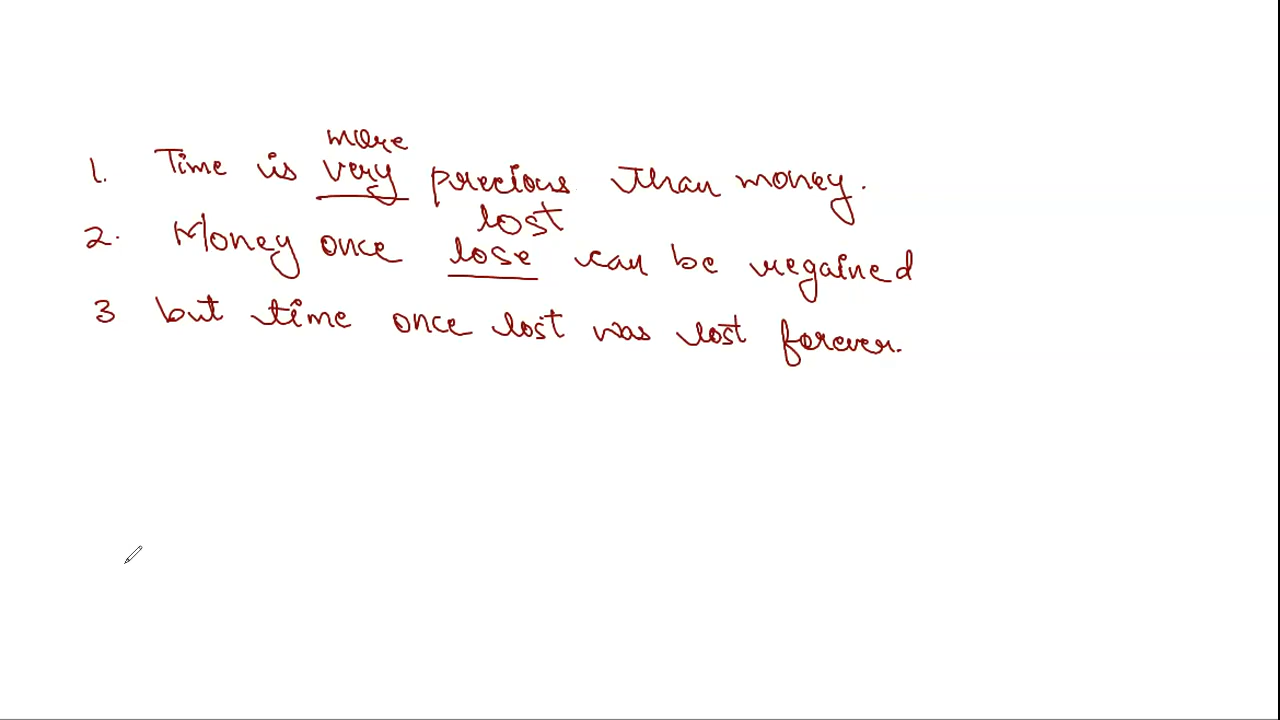 more
1. Time is very precious than money.
lost
2. Money once lose can be regained
3 but time once lost was lost forever.